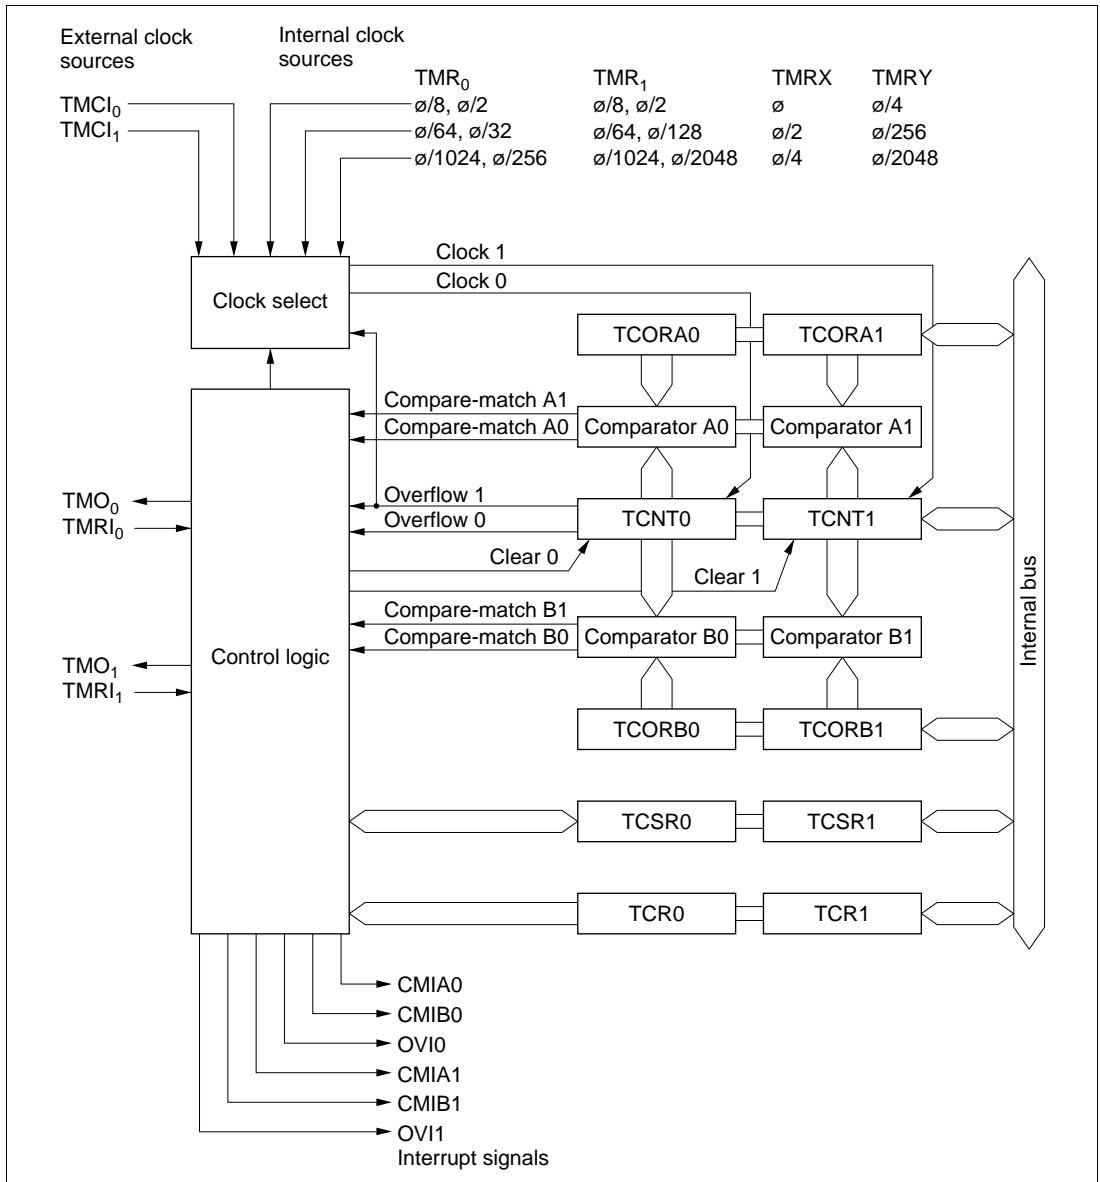 External clock
sources
Internal clock
sources
TMR₀ TMR₁ TMRX TMRY
TMCI₀ ø/8, ø/2 ø/8, ø/2 ø ø/4
TMCI₁ ø/64, ø/32 ø/64, ø/128 ø/2 ø/256
ø/1024, ø/256 ø/1024, ø/2048 ø/4 ø/2048
Clock 1
Clock 0
Clock select
TCORA0 TCORA1
Compare-match A1
Compare-match A0
Comparator A0 Comparator A1
TMO₀
TMRI₀
Overflow 1
Overflow 0
TCNT0 TCNT1
Clear 0
Clear 1
Internal bus
Compare-match B1
Compare-match B0
Comparator B0 Comparator B1
Control logic
TMO₁
TMRI₁
TCORB0 TCORB1
TCSR0 TCSR1
TCR0 TCR1
CMIA0
CMIB0
OVI0
CMIA1
CMIB1
OVI1
Interrupt signals